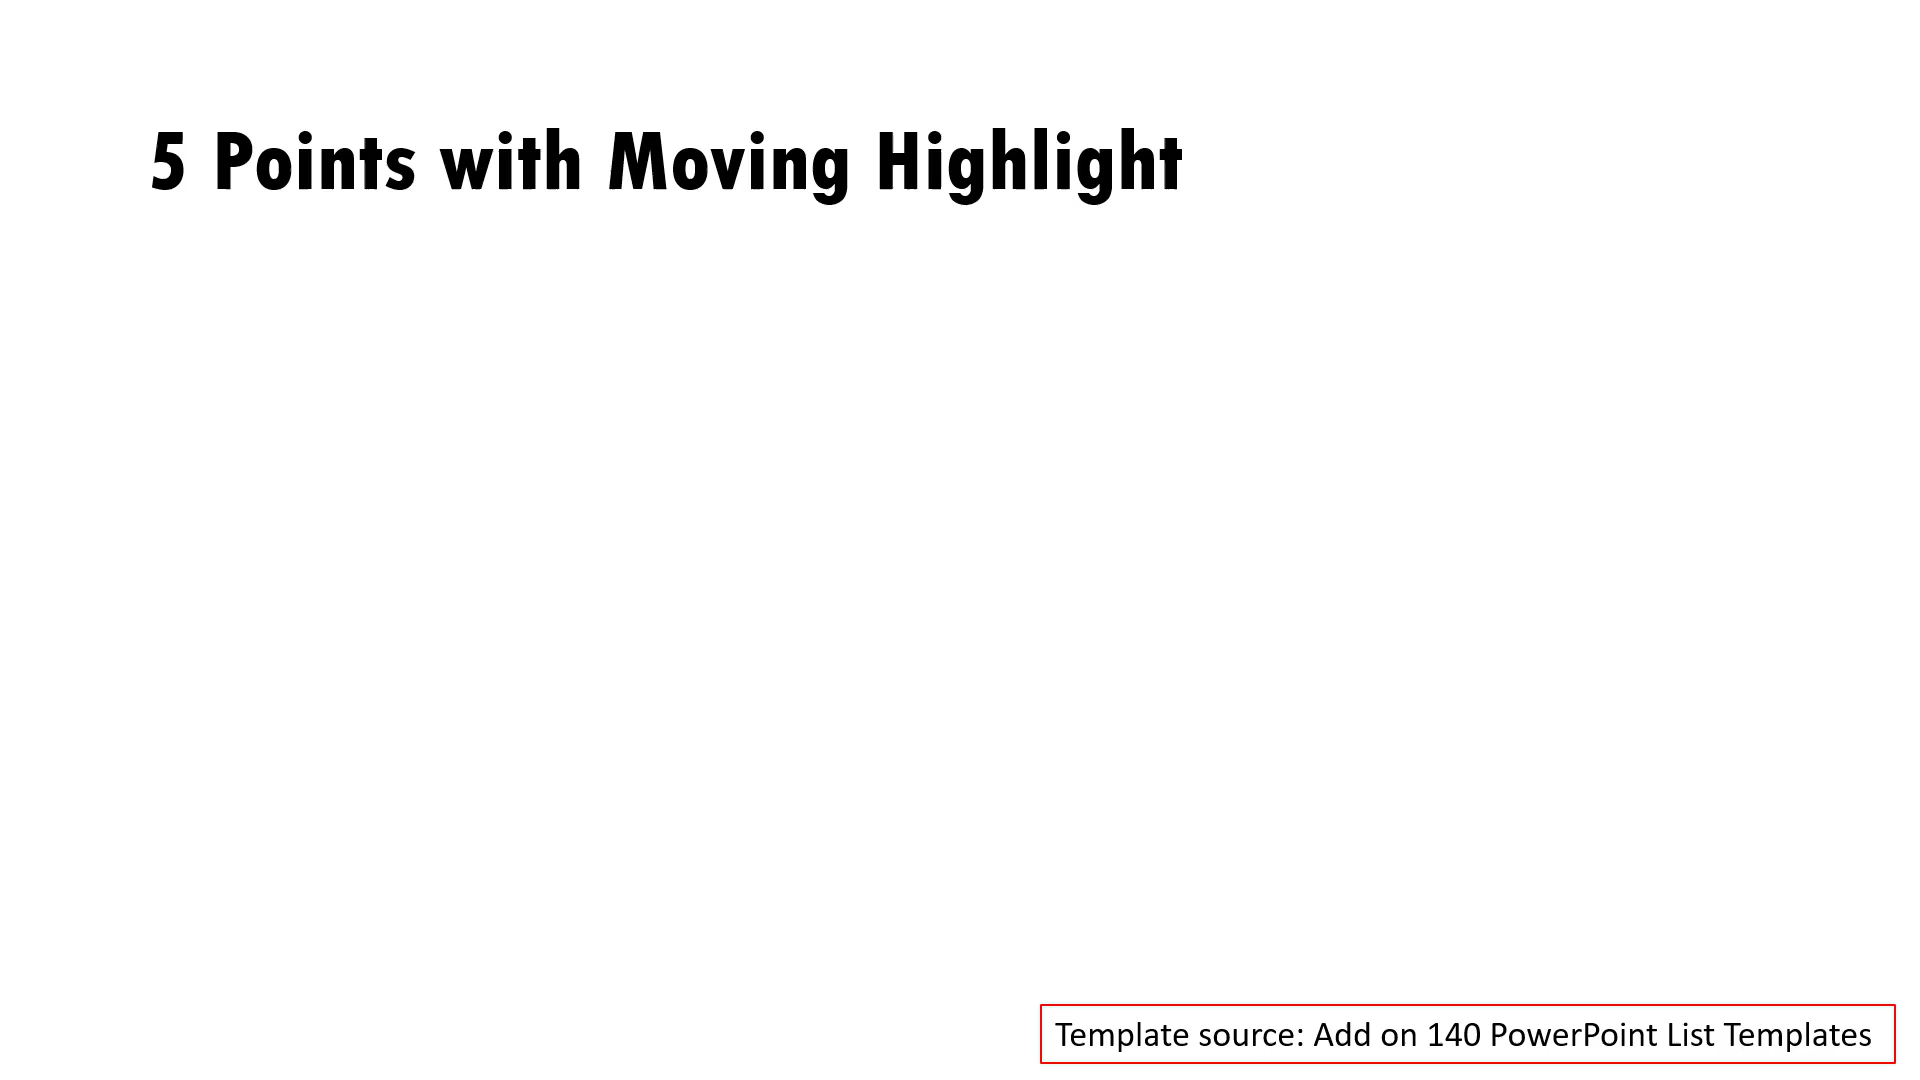 5 Points with Moving Highlight
Template source: Add on 140 PowerPoint List Templates